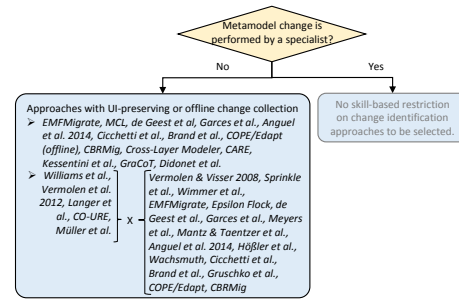 Metamodel change is
performed by a specialist?
No
Yes
Approaches with UI-preserving or offline change collection
➢ EMFMigrate, MCL, de Geest et al, Garces et al., Anguel
et al. 2014, Cicchetti et al., Brand et al., COPE/Edapt
(offline), CBRMig, Cross-Layer Modeler, CARE,
Kessentini et al., GraCoT, Didonet et al.
➢ Williams et al.,
Vermolen et al.
2012, Langer et
al., CO-URE,
Müller et al.
X
Vermolen & Visser 2008, Sprinkle
et al., Wimmer et al.,
EMFMigrate, Epsilon Flock, de
Geest et al., Garces et al., Meyers
et al., Mantz & Taentzer et al.,
Anguel et al. 2014, Hößler et al.,
Wachsmuth, Cicchetti et al.,
Brand et al., Gruschko et al.,
COPE/Edapt, CBRMig
No skill-based restriction
on change identification
approaches to be selected.